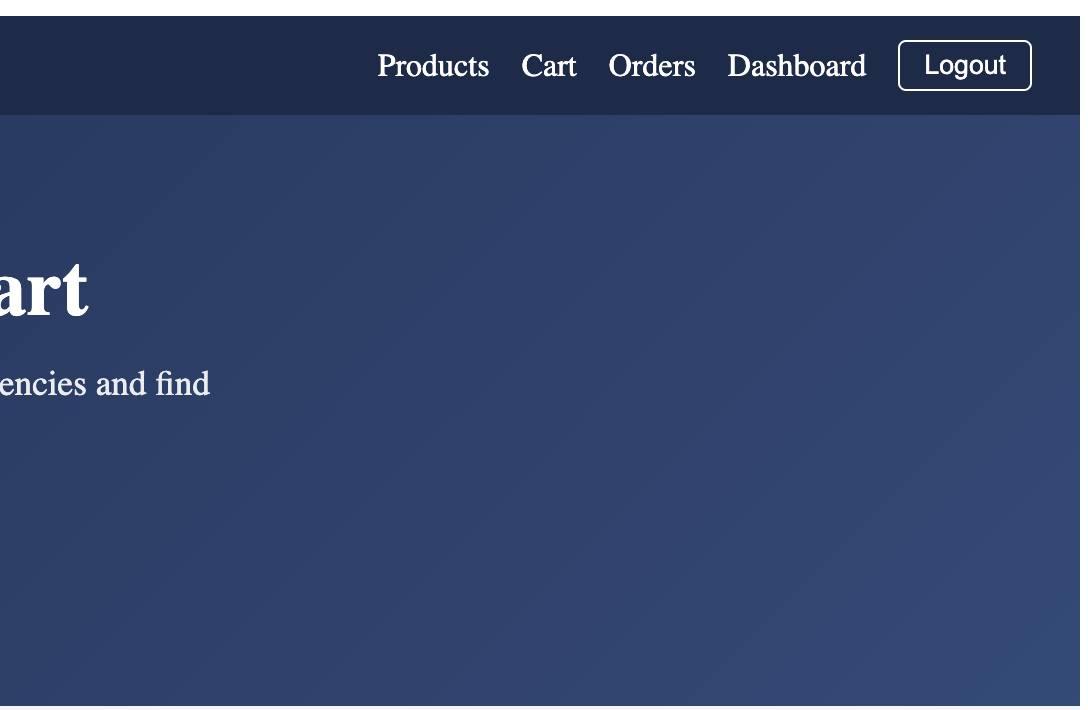 Products Cart Orders Dashboard Logout
art
encies and find